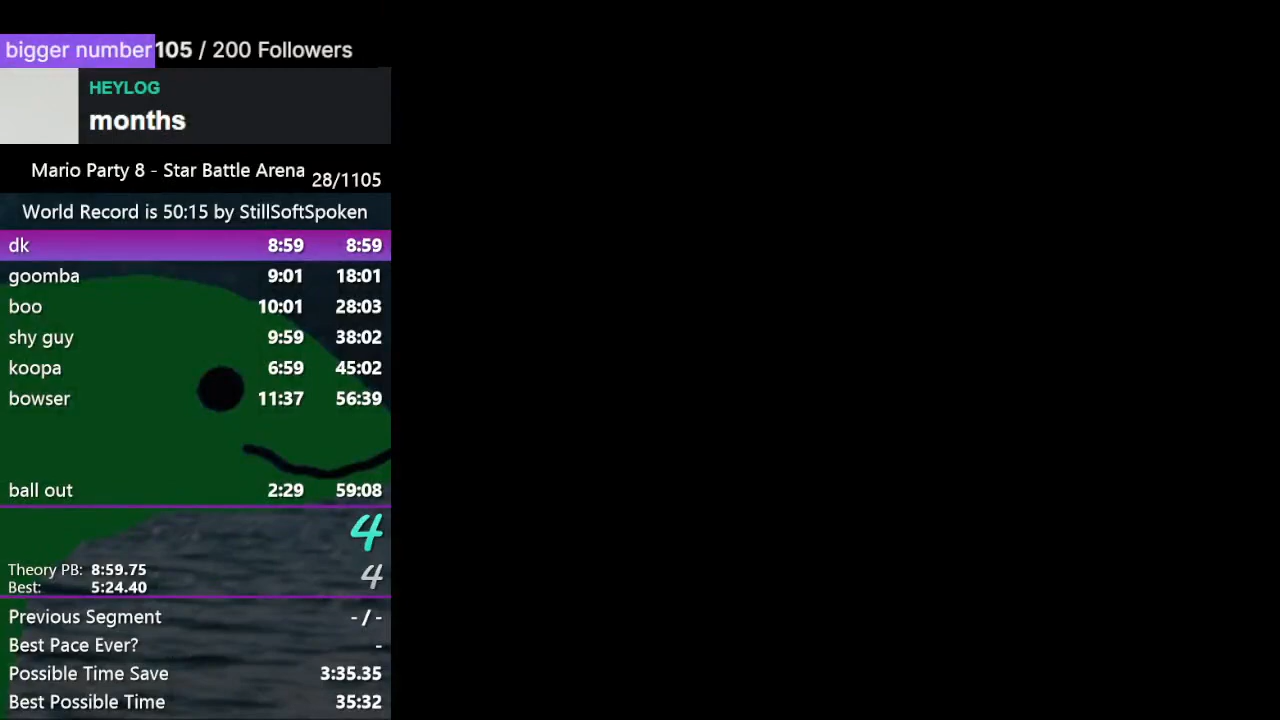 bigger number 105 / 200 Followers
HEYLOG
months
Mario Party 8 - Star Battle Arena 28/1105
World Record is 50:15 by StillSoftSpoken
dk 8:59 8:59
goomba 9:01 18:01
boo 10:01 28:03
shy guy 9:59 38:02
koopa 6:59 45:02
bowser 11:37 56:39
ball out 2:29 59:08
4
Theory PB: 8:59.75
Best: 5:24.40 4
Previous Segment - / -
Best Pace Ever? -
Possible Time Save 3:35.35
Best Possible Time 35:32